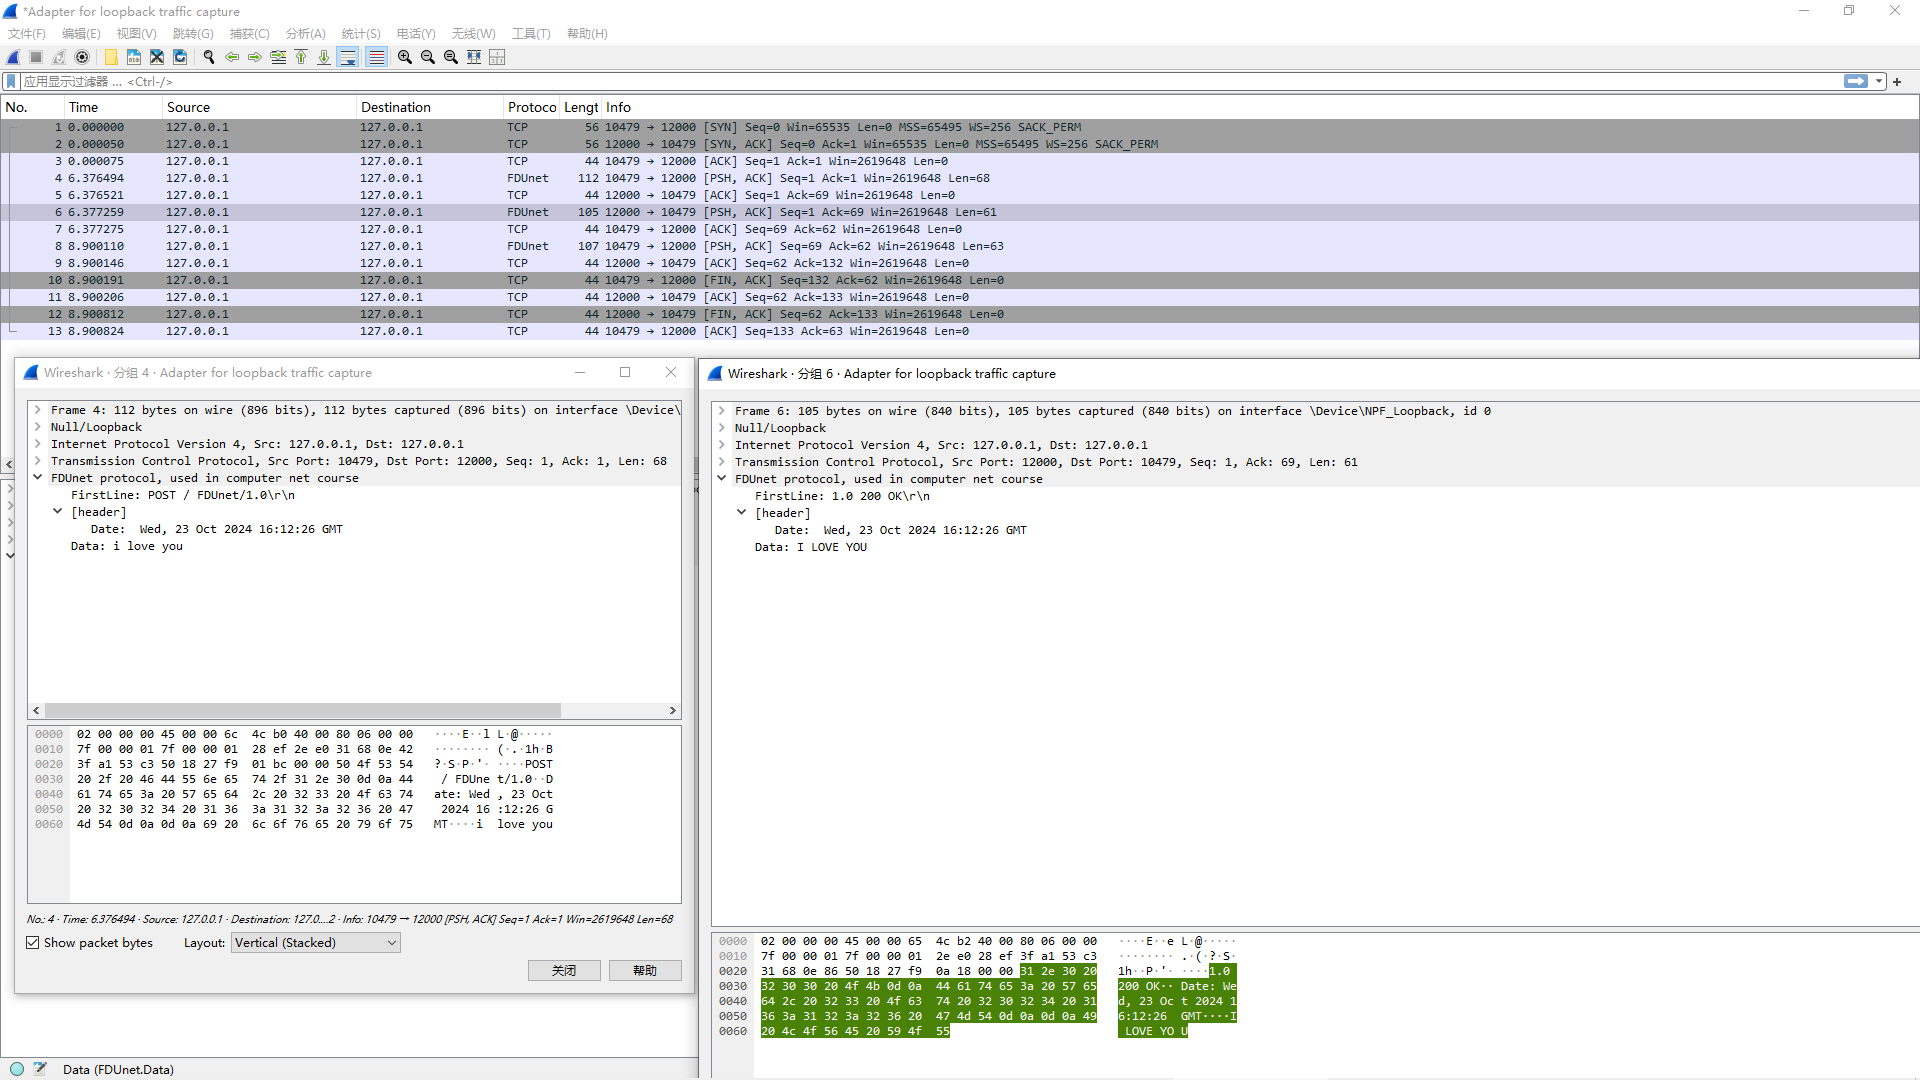 *Adapter for loopback traffic capture
文件(F) 编辑(E) 视图(V) 跳转(G) 捕获(C) 分析(A) 统计(S) 电话(Y) 无线(W) 工具(T) 帮助(H)
应用显示过滤器 … <Ctrl-/>
No. Time Source Destination Protoco Lengt Info
1 0.000000 127.0.0.1 127.0.0.1 TCP 56 10479 → 12000 [SYN] Seq=0 Win=65535 Len=0 MSS=65495 WS=256 SACK_PERM
2 0.000050 127.0.0.1 127.0.0.1 TCP 56 12000 → 10479 [SYN, ACK] Seq=0 Ack=1 Win=65535 Len=0 MSS=65495 WS=256 SACK_PERM
3 0.000075 127.0.0.1 127.0.0.1 TCP 44 10479 → 12000 [ACK] Seq=1 Ack=1 Win=2619648 Len=0
4 6.376494 127.0.0.1 127.0.0.1 FDUnet 112 10479 → 12000 [PSH, ACK] Seq=1 Ack=1 Win=2619648 Len=68
5 6.376521 127.0.0.1 127.0.0.1 TCP 44 12000 → 10479 [ACK] Seq=1 Ack=69 Win=2619648 Len=0
6 6.377259 127.0.0.1 127.0.0.1 FDUnet 105 12000 → 10479 [PSH, ACK] Seq=1 Ack=69 Win=2619648 Len=61
7 6.377275 127.0.0.1 127.0.0.1 TCP 44 10479 → 12000 [ACK] Seq=69 Ack=62 Win=2619648 Len=0
8 8.900110 127.0.0.1 127.0.0.1 FDUnet 107 10479 → 12000 [PSH, ACK] Seq=69 Ack=62 Win=2619648 Len=63
9 8.900146 127.0.0.1 127.0.0.1 TCP 44 12000 → 10479 [ACK] Seq=62 Ack=132 Win=2619648 Len=0
10 8.900191 127.0.0.1 127.0.0.1 TCP 44 10479 → 12000 [FIN, ACK] Seq=132 Ack=62 Win=2619648 Len=0
11 8.900206 127.0.0.1 127.0.0.1 TCP 44 12000 → 10479 [ACK] Seq=62 Ack=133 Win=2619648 Len=0
12 8.900812 127.0.0.1 127.0.0.1 TCP 44 12000 → 10479 [FIN, ACK] Seq=62 Ack=133 Win=2619648 Len=0
13 8.900824 127.0.0.1 127.0.0.1 TCP 44 10479 → 12000 [ACK] Seq=133 Ack=63 Win=2619648 Len=0
Wireshark · 分组 4 · Adapter for loopback traffic capture
Frame 4: 112 bytes on wire (896 bits), 112 bytes captured (896 bits) on interface \Device\
Null/Loopback
Internet Protocol Version 4, Src: 127.0.0.1, Dst: 127.0.0.1
Transmission Control Protocol, Src Port: 10479, Dst Port: 12000, Seq: 1, Ack: 1, Len: 68
FDUnet protocol, used in computer net course
FirstLine: POST / FDUnet/1.0\r\n
[header]
Date:  Wed, 23 Oct 2024 16:12:26 GMT
Data: i love you
0000 02 00 00 00 45 00 00 6c 4c b0 40 00 80 06 00 00 ····E··l L·@·····
0010 7f 00 00 01 7f 00 00 01 28 ef 2e e0 31 68 0e 42 ········ (·.·1h·B
0020 3f a1 53 c3 50 18 27 f9 01 bc 00 00 50 4f 53 54 ?·S·P·'· ····POST
0030 20 2f 20 46 44 55 6e 65 74 2f 31 2e 30 0d 0a 44  / FDUne t/1.0··D
0040 61 74 65 3a 20 57 65 64 2c 20 32 33 20 4f 63 74 ate: Wed , 23 Oct
0050 20 32 30 32 34 20 31 36 3a 31 32 3a 32 36 20 47  2024 16 :12:26 G
0060 4d 54 0d 0a 0d 0a 69 20 6c 6f 76 65 20 79 6f 75 MT····i  love you
No.: 4 · Time: 6.376494 · Source: 127.0.0.1 · Destination: 127.0....2 · Info: 10479 → 12000 [PSH, ACK] Seq=1 Ack=1 Win=2619648 Len=68
Show packet bytes Layout: Vertical (Stacked)
关闭 帮助
Wireshark · 分组 6 · Adapter for loopback traffic capture
Frame 6: 105 bytes on wire (840 bits), 105 bytes captured (840 bits) on interface \Device\NPF_Loopback, id 0
Null/Loopback
Internet Protocol Version 4, Src: 127.0.0.1, Dst: 127.0.0.1
Transmission Control Protocol, Src Port: 12000, Dst Port: 10479, Seq: 1, Ack: 69, Len: 61
FDUnet protocol, used in computer net course
FirstLine: 1.0 200 OK\r\n
[header]
Date:  Wed, 23 Oct 2024 16:12:26 GMT
Data: I LOVE YOU
0000 02 00 00 00 45 00 00 65 4c b2 40 00 80 06 00 00 ····E··e L·@·····
0010 7f 00 00 01 7f 00 00 01 2e e0 28 ef 3f a1 53 c3 ········ .·(·?·S·
0020 31 68 0e 86 50 18 27 f9 0a 18 00 00 31 2e 30 20 1h··P·'· ····1.0
0030 32 30 30 20 4f 4b 0d 0a 44 61 74 65 3a 20 57 65 200 OK·· Date: We
0040 64 2c 20 32 33 20 4f 63 74 20 32 30 32 34 20 31 d, 23 Oc t 2024 1
0050 36 3a 31 32 3a 32 36 20 47 4d 54 0d 0a 0d 0a 49 6:12:26  GMT····I
0060 20 4c 4f 56 45 20 59 4f 55  LOVE YO U
Data (FDUnet.Data)